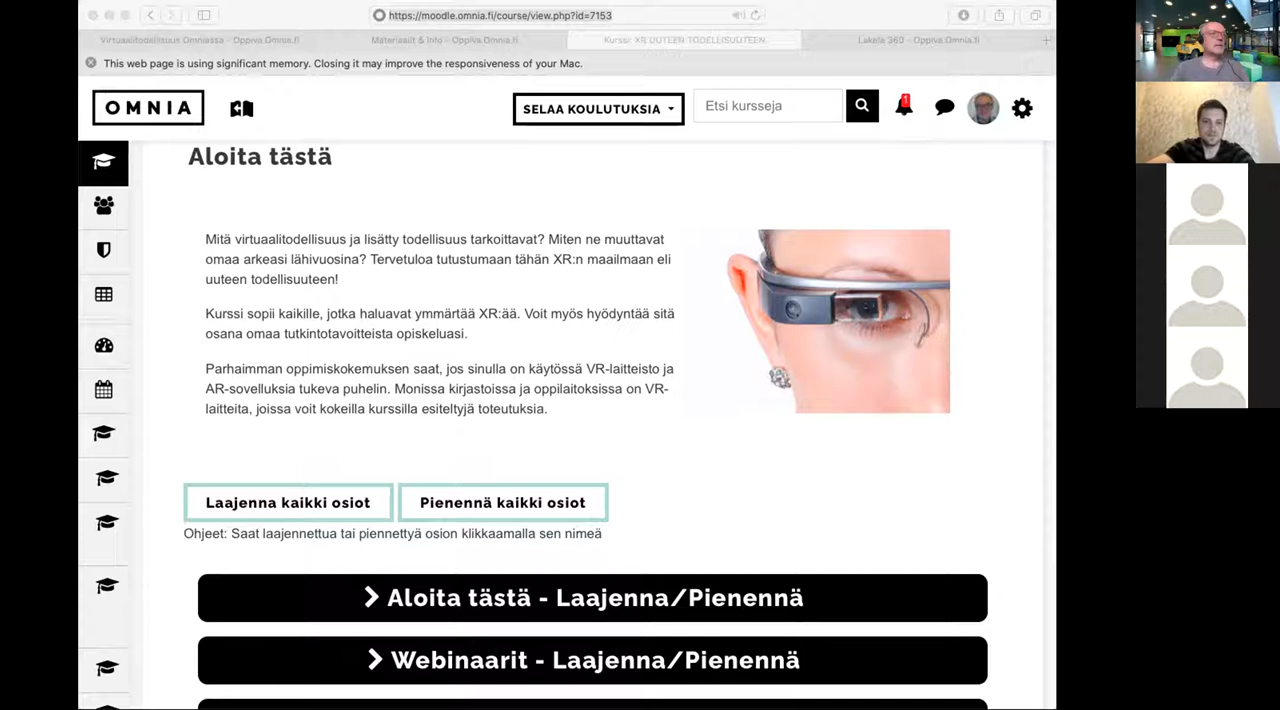 https://moodle.omnia.fi/course/view.php?id=7153
Virtuaalitodellisuus Omniassa - Oppiva.Omnia.fi
Materiaalit & Info - Oppiva.Omnia.fi
Kurssi: XR UUTEEN TODELLISUUTEEN
Lakela 360 - Oppiva.Omnia.fi
This web page is using significant memory. Closing it may improve the responsiveness of your Mac.
OMNIA
SELAA KOULUTUKSIA
Etsi kursseja
1
Aloita tästä
Mitä virtuaalitodellisuus ja lisätty todellisuus tarkoittavat? Miten ne muuttavat
omaa arkeasi lähivuosina? Tervetuloa tutustumaan tähän XR:n maailmaan eli
uuteen todellisuuteen!
Kurssi sopii kaikille, jotka haluavat ymmärtää XR:ää. Voit myös hyödyntää sitä
osana omaa tutkintotavoitteista opiskeluasi.
Parhaimman oppimiskokemuksen saat, jos sinulla on käytössä VR-laitteisto ja
AR-sovelluksia tukeva puhelin. Monissa kirjastoissa ja oppilaitoksissa on VR-
laitteita, joissa voit kokeilla kurssilla esiteltyjä toteutuksia.
Laajenna kaikki osiot
Pienennä kaikki osiot
Ohjeet: Saat laajennettua tai piennettyä osion klikkaamalla sen nimeä
Aloita tästä - Laajenna/Pienennä
Webinaarit - Laajenna/Pienennä